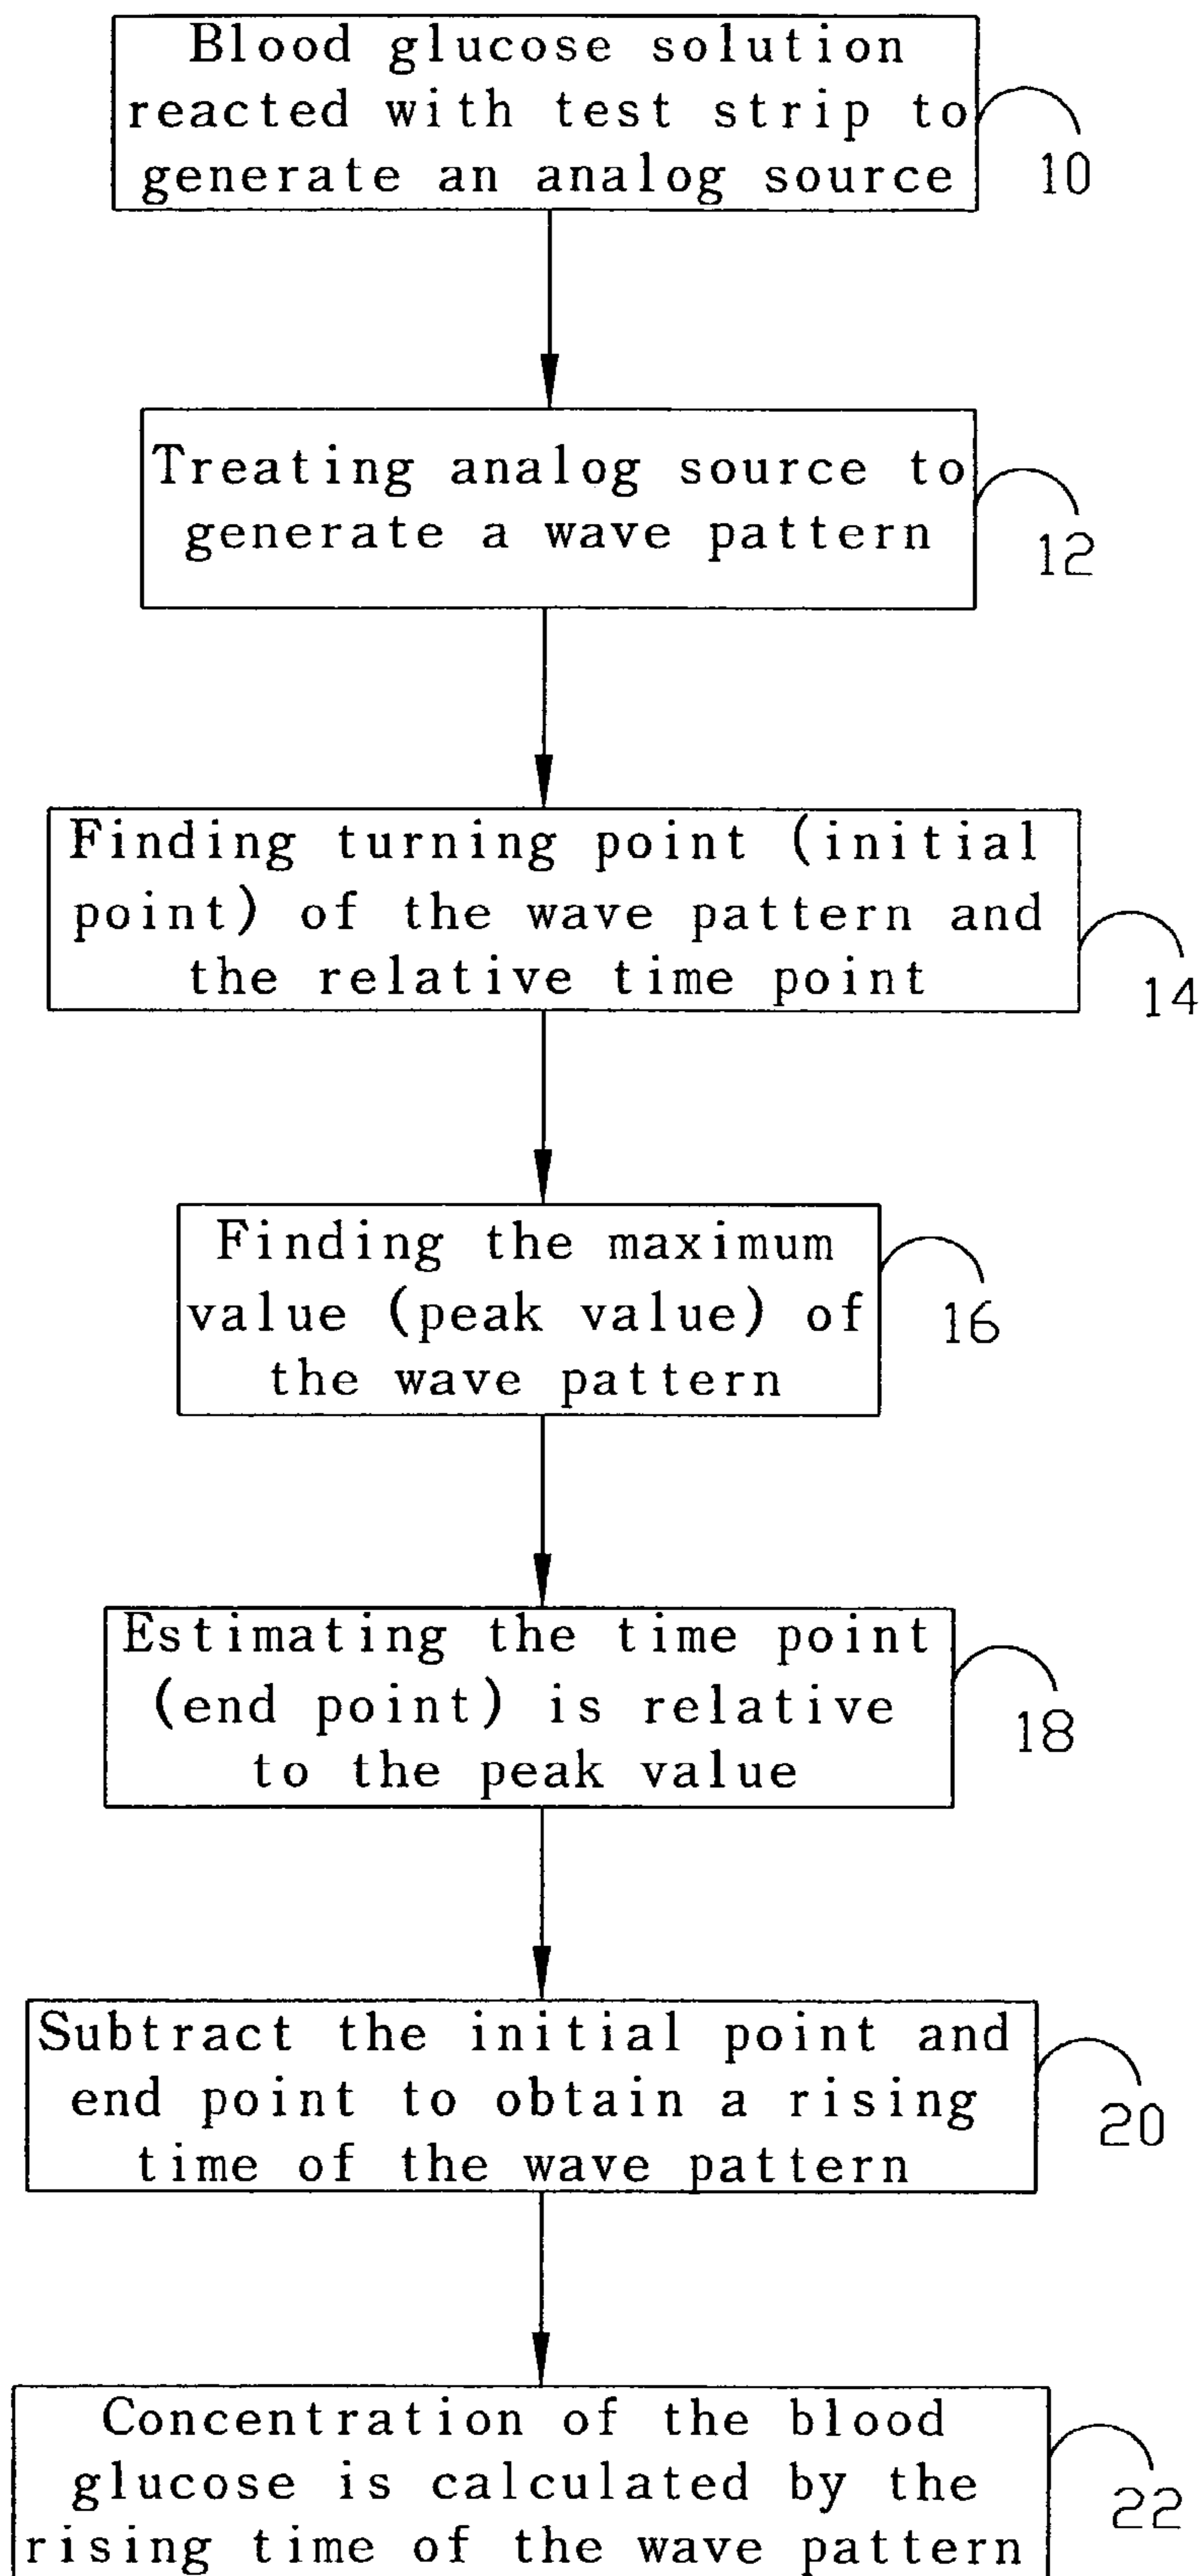 Blood glucose solution
reacted with test strip to
generate an analog source
10
Treating analog source to
generate a wave pattern
12
Finding turning point (initial
point) of the wave pattern and
the relative time point
14
Finding the maximum
value (peak value) of
the wave pattern
16
Estimating the time point
(end point) is relative
to the peak value
18
Subtract the initial point and
end point to obtain a rising
time of the wave pattern
20
Concentration of the blood
glucose is calculated by the
rising time of the wave pattern
22